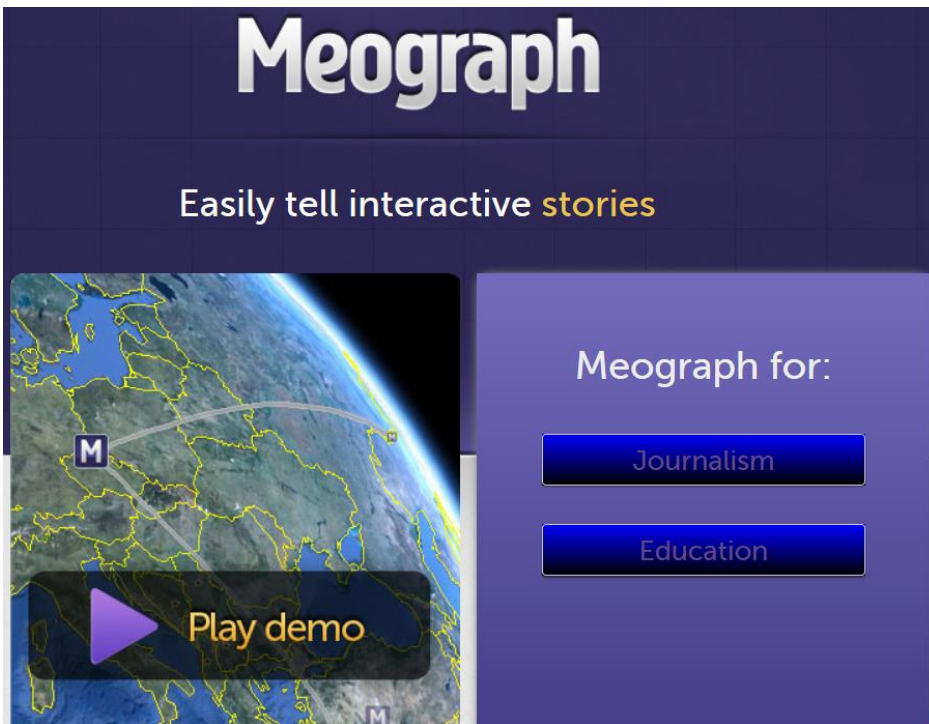 Meograph
Easily tell interactive stories
Meograph for:
Journalism
Education
M
M
Play demo
M